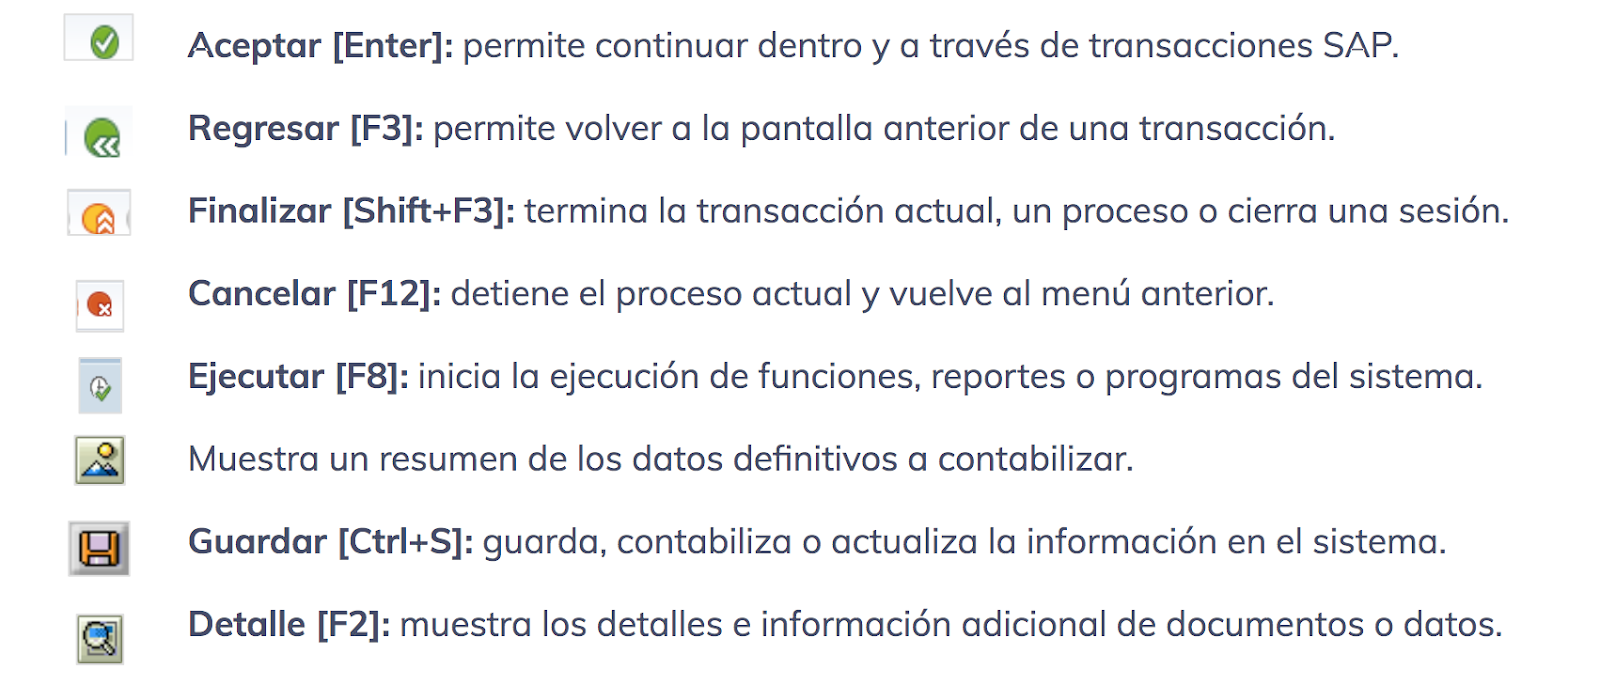 Aceptar [Enter]: permite continuar dentro y a través de transacciones SAP.
Regresar [F3]: permite volver a la pantalla anterior de una transacción.
Finalizar [Shift+F3]: termina la transacción actual, un proceso o cierra una sesión.
Cancelar [F12]: detiene el proceso actual y vuelve al menú anterior.
Ejecutar [F8]: inicia la ejecución de funciones, reportes o programas del sistema.
Muestra un resumen de los datos definitivos a contabilizar.
Guardar [Ctrl+S]: guarda, contabiliza o actualiza la información en el sistema.
Detalle [F2]: muestra los detalles e información adicional de documentos o datos.